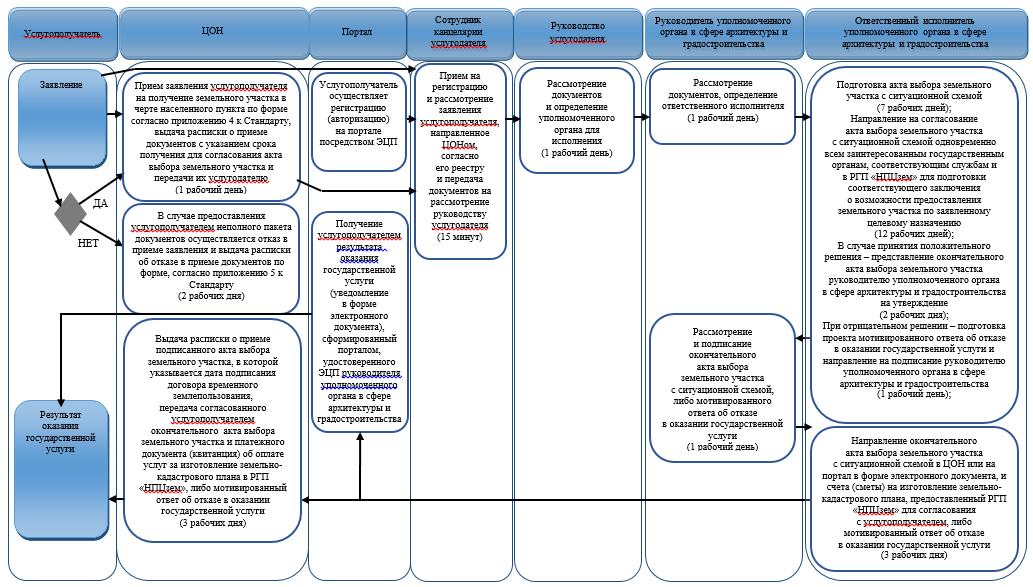 Услугополучатель
ЦОН
Портал
Сотрудник
канцелярии
услугодателя
Руководство
услугодателя
Руководитель уполномоченного
органа в сфере архитектуры и
градостроительства
Ответственный исполнитель
уполномоченного органа в сфере
архитектуры и градостроительства
Заявление
ДА
НЕТ
Результат
оказания
государственной
услуги
Прием заявления услугополучателя
на получение земельного участка в
черте населенного пункта по форме
согласно приложению 4 к Стандарту,
выдача расписки о приеме
документов с указанием срока
получения для согласования акта
выбора земельного участка и
передачи их услугодателю
(1 рабочий день)
В случае предоставления
услугополучателем неполного пакета
документов осуществляется отказ в
приеме заявления и выдача расписки
об отказе в приеме документов по
форме, согласно приложению 5 к
Стандарту
(2 рабочих дня)
Выдача расписки о приеме
подписанного акта выбора
земельного участка, в которой
указывается дата подписания
договора временного
землепользования,
передача согласованного
услугополучателем
окончательного акта выбора
земельного участка и платежного
документа (квитанция) об оплате
услуг за изготовление земельно-
кадастрового плана в РГП
«НПЦзем», либо мотивированный
ответ об отказе в оказании
государственной услуги
(3 рабочих дня)
Услугополучатель
осуществляет
регистрацию
(авторизацию)
на портале
посредством ЭЦП
Получение
услугополучателем
результата
оказания
государственной
услуги
(уведомление
в форме
электронного
документа),
сформированный
порталом,
удостоверенного
ЭЦП руководителя
уполномоченного
органа в сфере
архитектуры и
градостроительства
Прием на
регистрацию
и рассмотрение
заявления
услугополучателя,
направленное
ЦОНом,
согласно
его реестру
и передача
документов на
рассмотрение
руководству
услугодателя
(15 минут)
Рассмотрение
документов
и определение
уполномоченного
органа для
исполнения
(1 рабочий день)
Рассмотрение
документов, определение
ответственного исполнителя
(1 рабочий день)
Рассмотрение
и подписание
окончательного
акта выбора
земельного участка
с ситуационной схемой,
либо мотивированного
ответа об отказе
в оказании государственной
услуги
(1 рабочий день)
Подготовка акта выбора земельного
участка с ситуационной схемой
(7 рабочих дней);
Направление на согласование
акта выбора земельного участка
с ситуационной схемой одновременно
всем заинтересованным государственным
органам, соответствующим службам и
в РГП «НПЦзем» для подготовки
соответствующего заключения
о возможности предоставления
земельного участка по заявленному
целевому назначению
(12 рабочих дней);
В случае принятия положительного
решения – представление окончательного
акта выбора земельного участка
руководителю уполномоченного органа
в сфере архитектуры и градостроительства
на утверждение
(2 рабочих дня);
При отрицательном решении – подготовка
проекта мотивированного ответа об отказе
в оказании государственной услуги и
направление на подписание руководителю
уполномоченного органа в сфере
архитектуры и градостроительства
(1 рабочий день);
Направление окончательного
акта выбора земельного участка
с ситуационной схемой в ЦОН или на
портал в форме электронного документа, и
счета (сметы) на изготовление земельно-
кадастрового плана, предоставленный РГП
«НПЦзем» для согласования
с услугополучателем, либо
мотивированный ответ об отказе
в оказании государственной услуги
(3 рабочих дня)